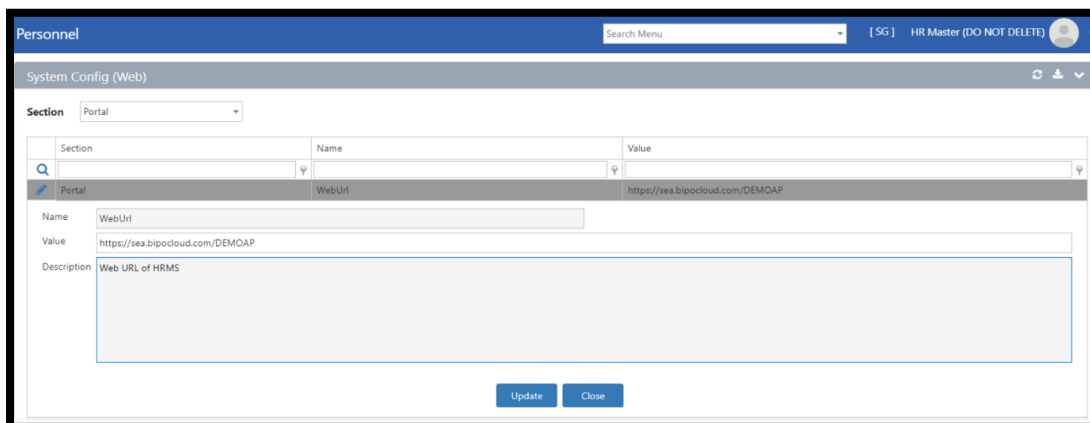 Personnel
Search Menu
[ SG ] HR Master (DO NOT DELETE)
System Config (Web)
Section Portal
Section Name Value
Portal WebUrl https://sea.bipocloud.com/DEMOAP
Name WebUrl
Value https://sea.bipocloud.com/DEMOAP
Description Web URL of HRMS
Update Close